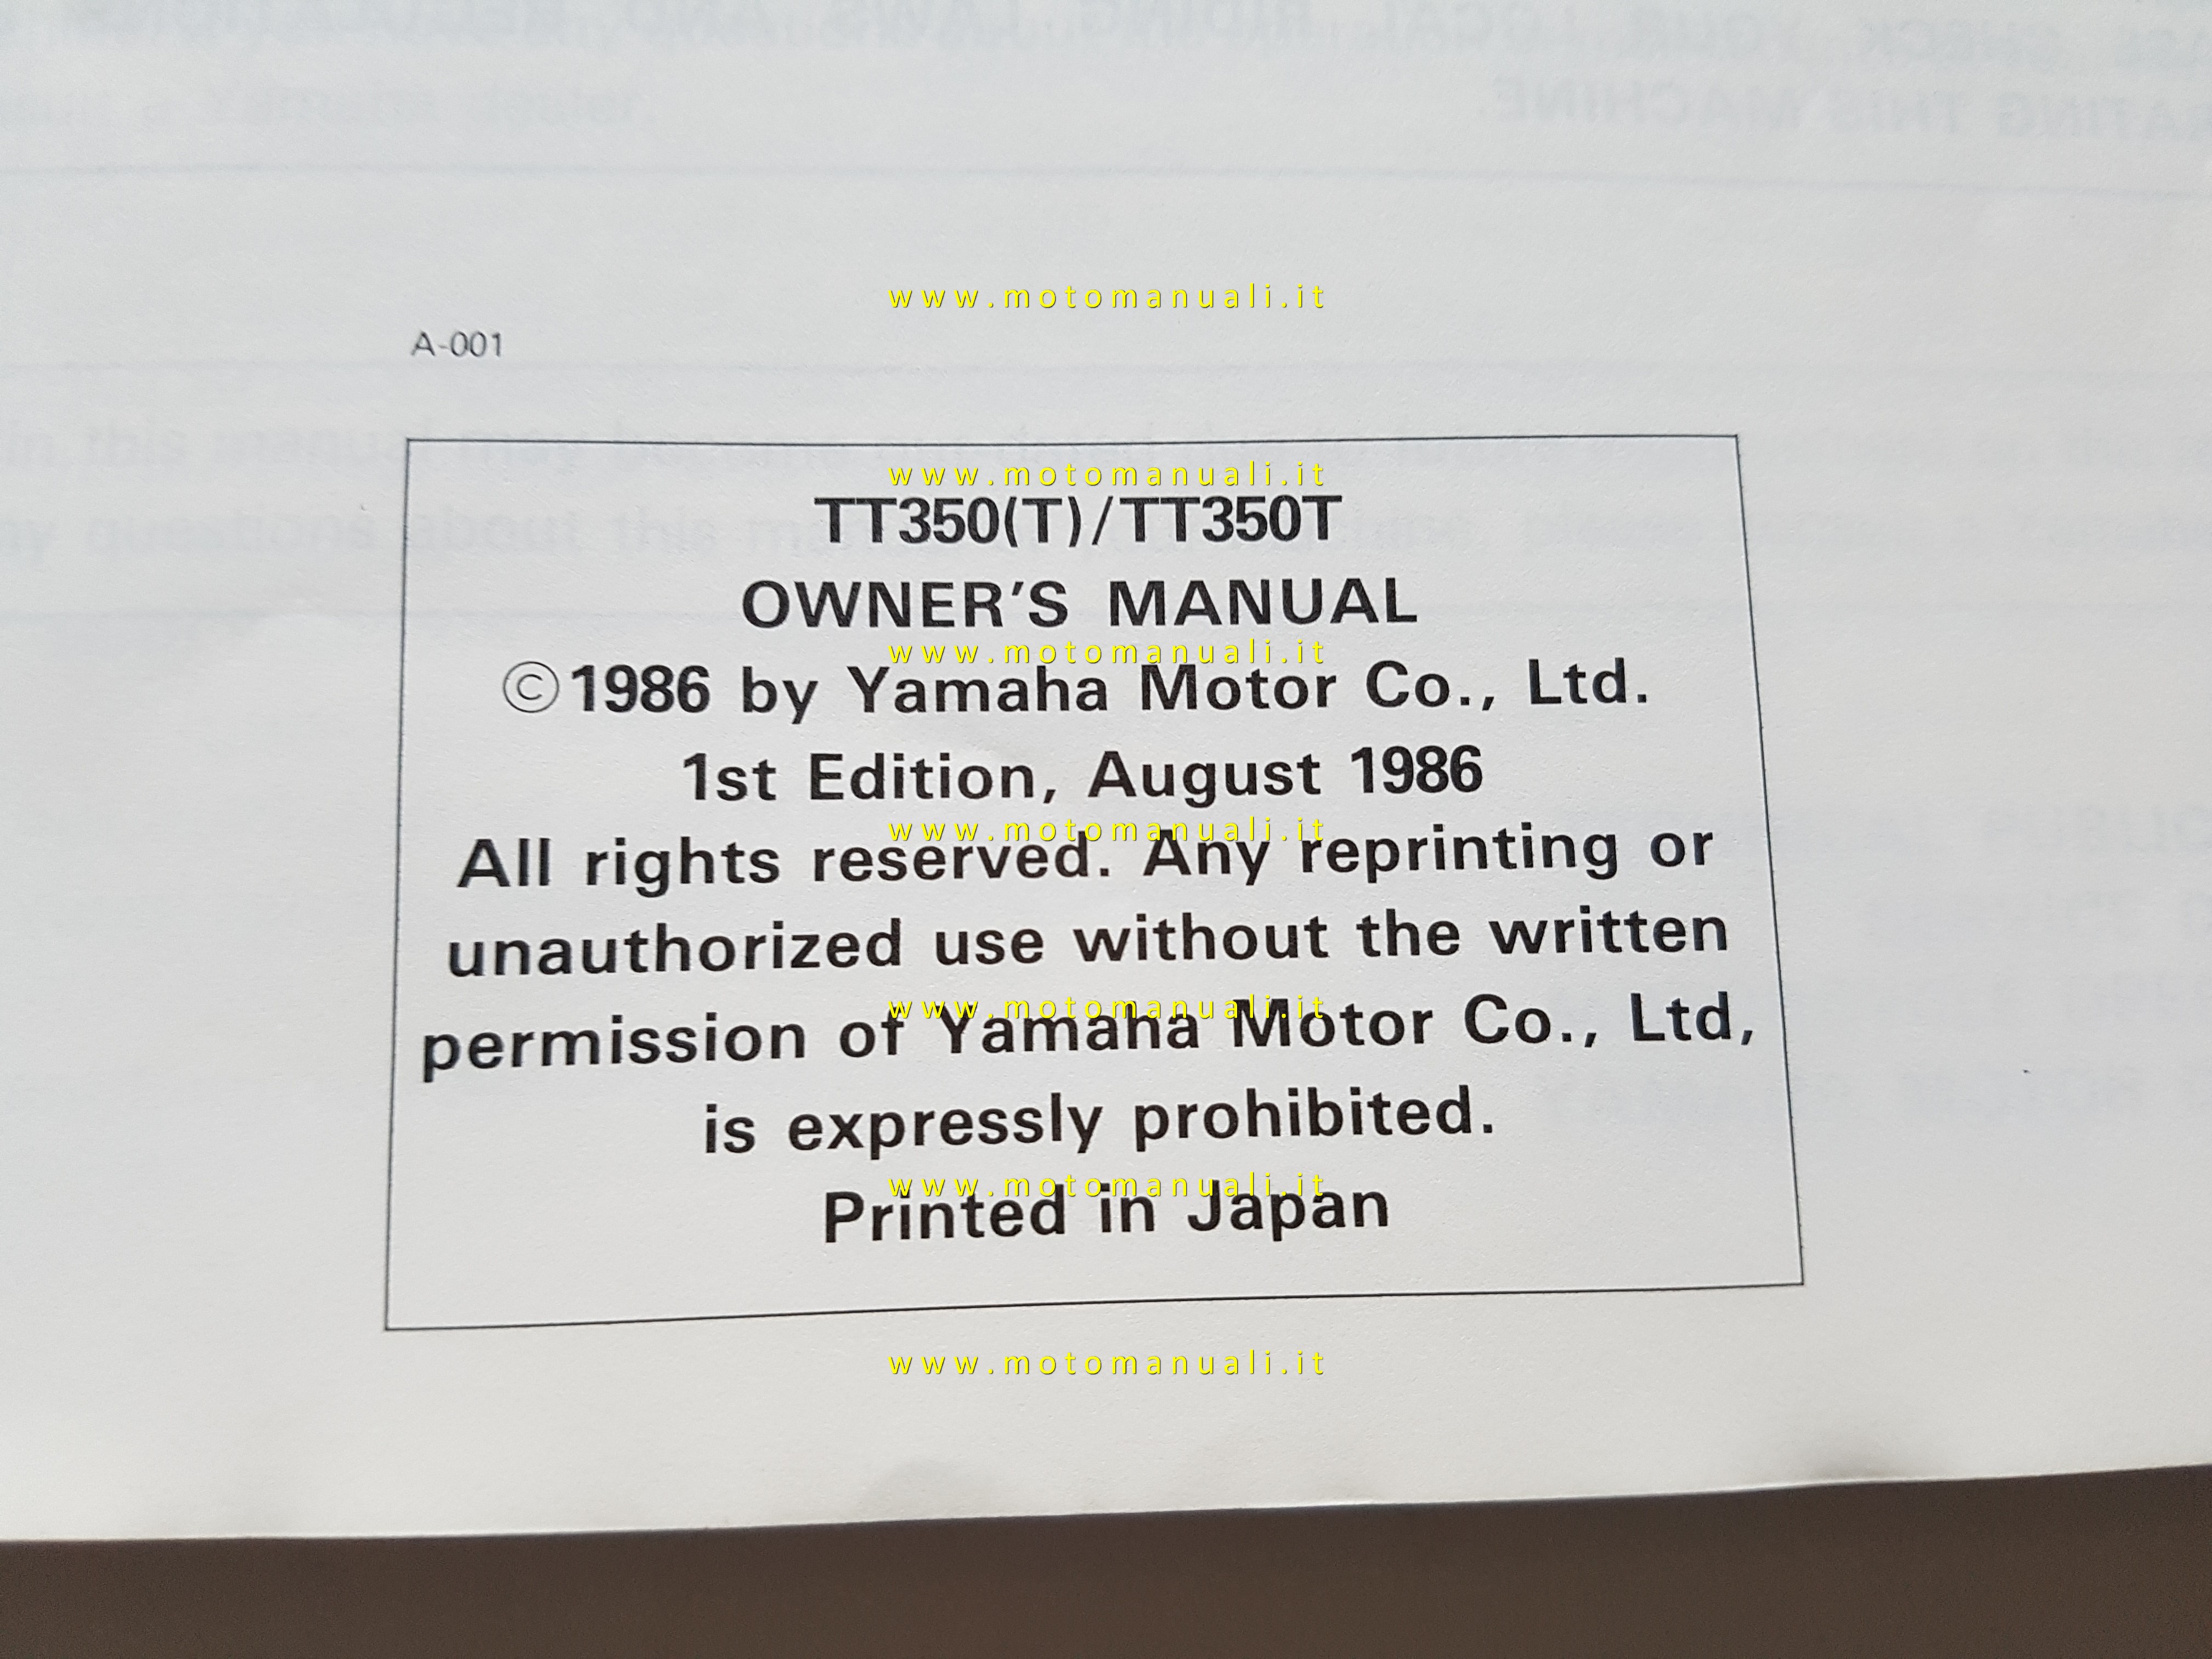 www.motomanuali.it
A-001
www.motomanuali.it
TT350(T)/TT350T
OWNER'S MANUAL
www.motomanuali.it
©1986 by Yamaha Motor Co., Ltd.
1st Edition, August 1986
www.motomanuali.it
All rights reserved. Any reprinting or
unauthorized use without the written
www.motomanuali.it
permission of Yamaha Motor Co., Ltd,
is expressly prohibited.
www.motomanuali.it
Printed in Japan
www.motomanuali.it